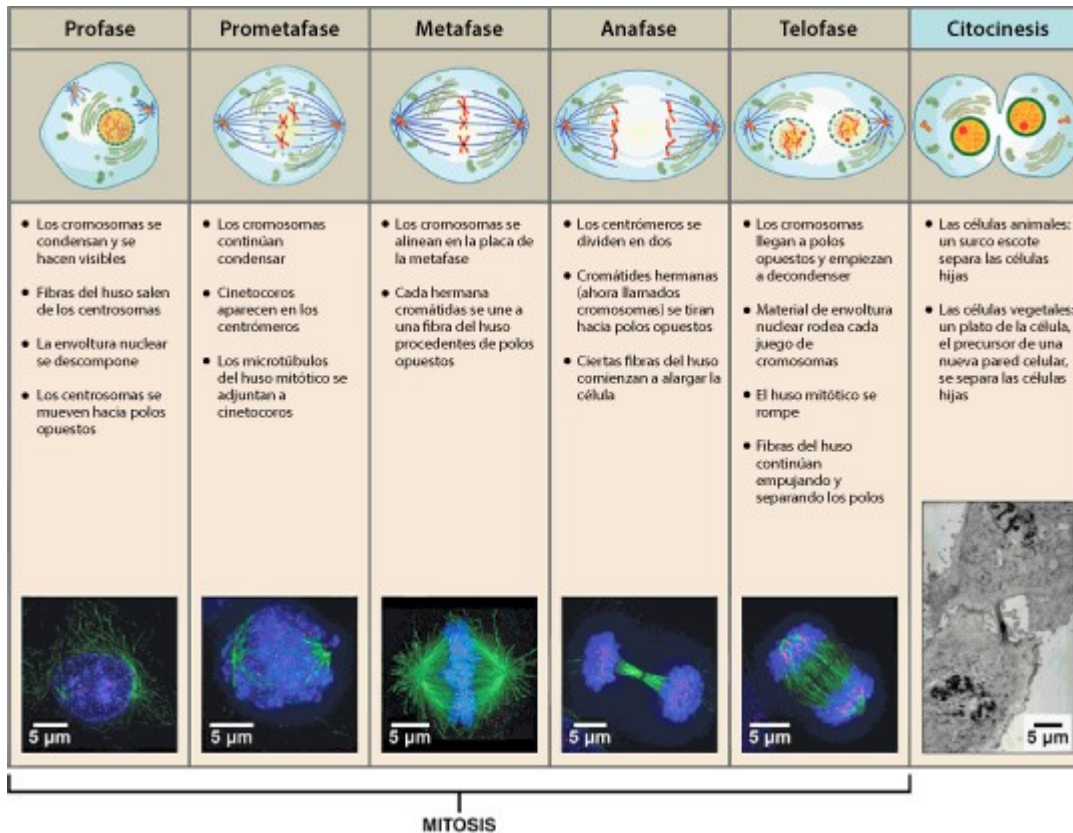 Profase
Prometafase
Metafase
Anafase
Telofase
Citocinesis
• Los cromosomas se
condensan y se
hacen visibles
• Fibras del huso salen
de los centrosomas
• La envoltura nuclear
se descompone
• Los centrosomas se
mueven hacia polos
opuestos
• Los cromosomas
continúan
condensar
• Cinetocoros
aparecen en los
centrómeros
• Los microtúbulos
del huso mitótico se
adjuntan a
cinetocoros
• Los cromosomas se
alinean en la placa de
la metafase
• Cada hermana
cromátidas se une a
una fibra del huso
procedentes de polos
opuestos
• Los centrómeros se
dividen en dos
• Cromátides hermanas
(ahora llamados
cromosomas) se tiran
hacia polos opuestos
• Ciertas fibras del huso
comienzan a alargar la
célula
• Los cromosomas
llegan a polos
opuestos y empiezan
a decondenser
• Material de envoltura
nuclear rodea cada
juego de
cromosomas
• El huso mitótico se
rompe
• Fibras del huso
continúan
empujando y
separando los polos
• Las células animales:
un surco escote
separa las células
hijas
• Las células vegetales:
un plato de la célula,
el precursor de una
nueva pared celular,
se separa las células
hijas
5 µm
5 µm
5 µm
5 µm
5 µm
5 µm
MITOSIS